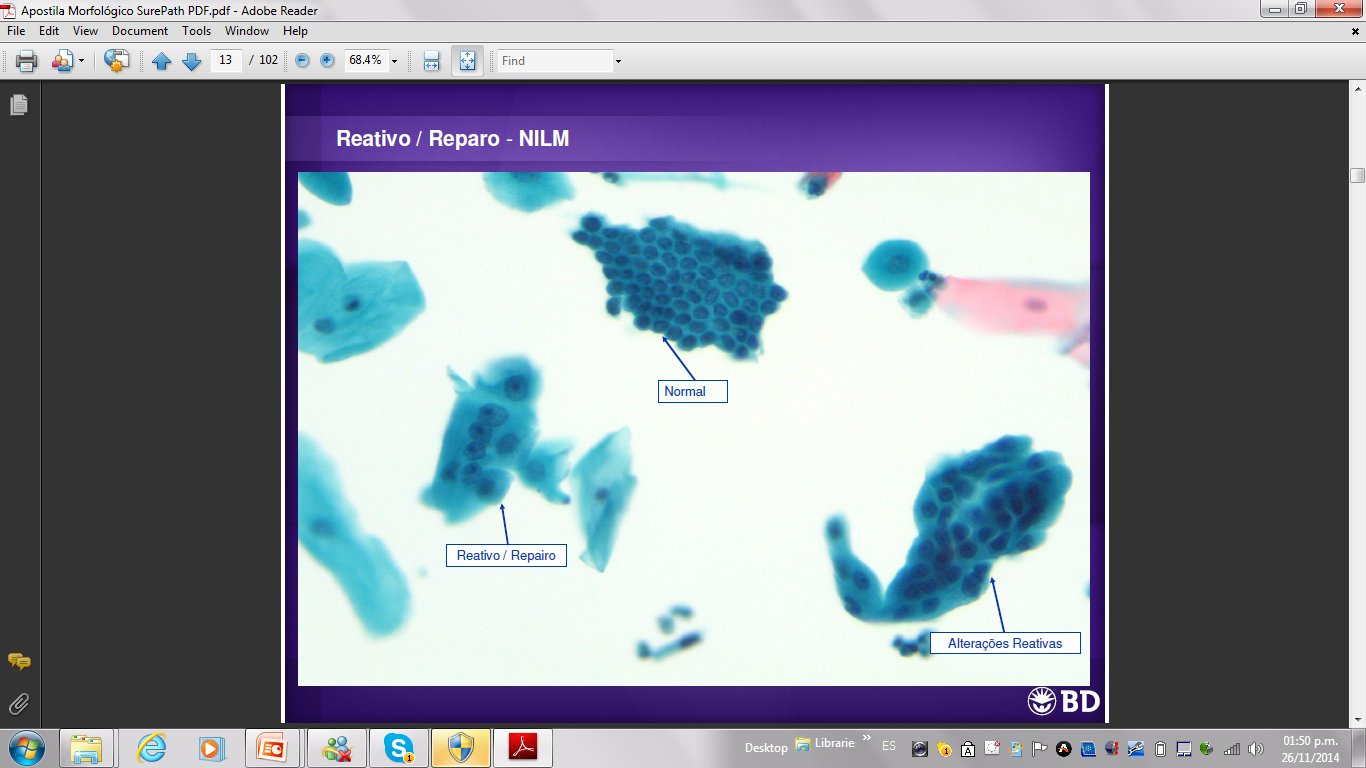 Apostila Morfológico SurePath PDF.pdf - Adobe Reader
File Edit View Document Tools Window Help
13 / 102 68.4% Find
Reativo / Reparo - NILM
Normal
Reativo / Repairo
Alterações Reativas
BD
Desktop Librarie » ES 01:50 p.m.
26/11/2014